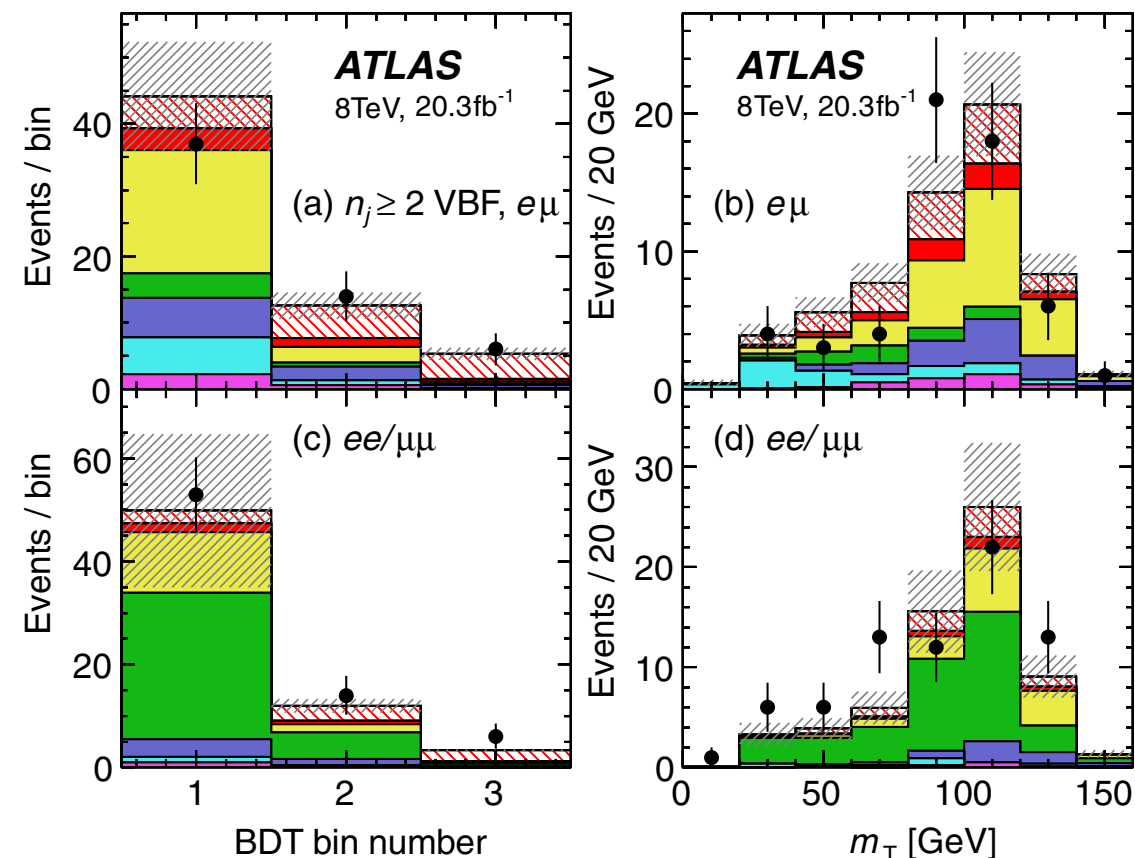 ATLAS
8TeV, 20.3fb⁻¹
(a) nⱼ ≥ 2 VBF, eμ
Events / bin
40
20
0
ATLAS
8TeV, 20.3fb⁻¹
(b) eμ
Events / 20 GeV
20
10
0
(c) ee/μμ
Events / bin
60
40
20
0
1 2 3
BDT bin number
(d) ee/μμ
Events / 20 GeV
30
20
10
0
0 50 100 150
m_T [GeV]